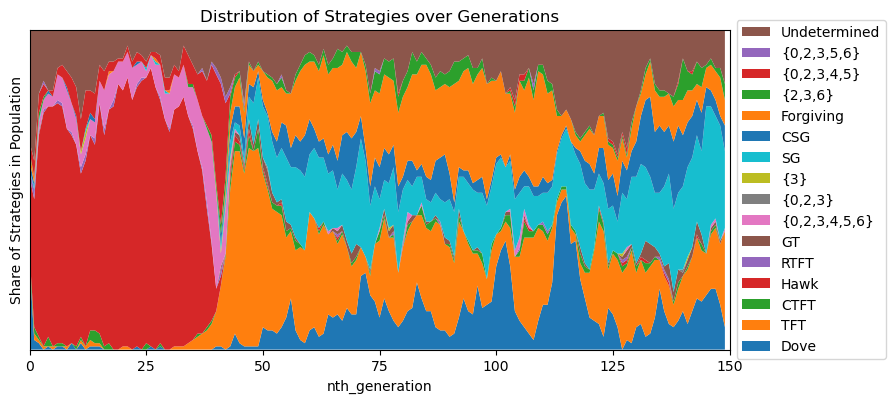 Distribution of Strategies over Generations
Share of Strategies in Population
0
25
50
75
100
125
150
nth_generation
Undetermined
{0,2,3,5,6}
{0,2,3,4,5}
{2,3,6}
Forgiving
CSG
SG
{3}
{0,2,3}
{0,2,3,4,5,6}
GT
RTFT
Hawk
CTFT
TFT
Dove